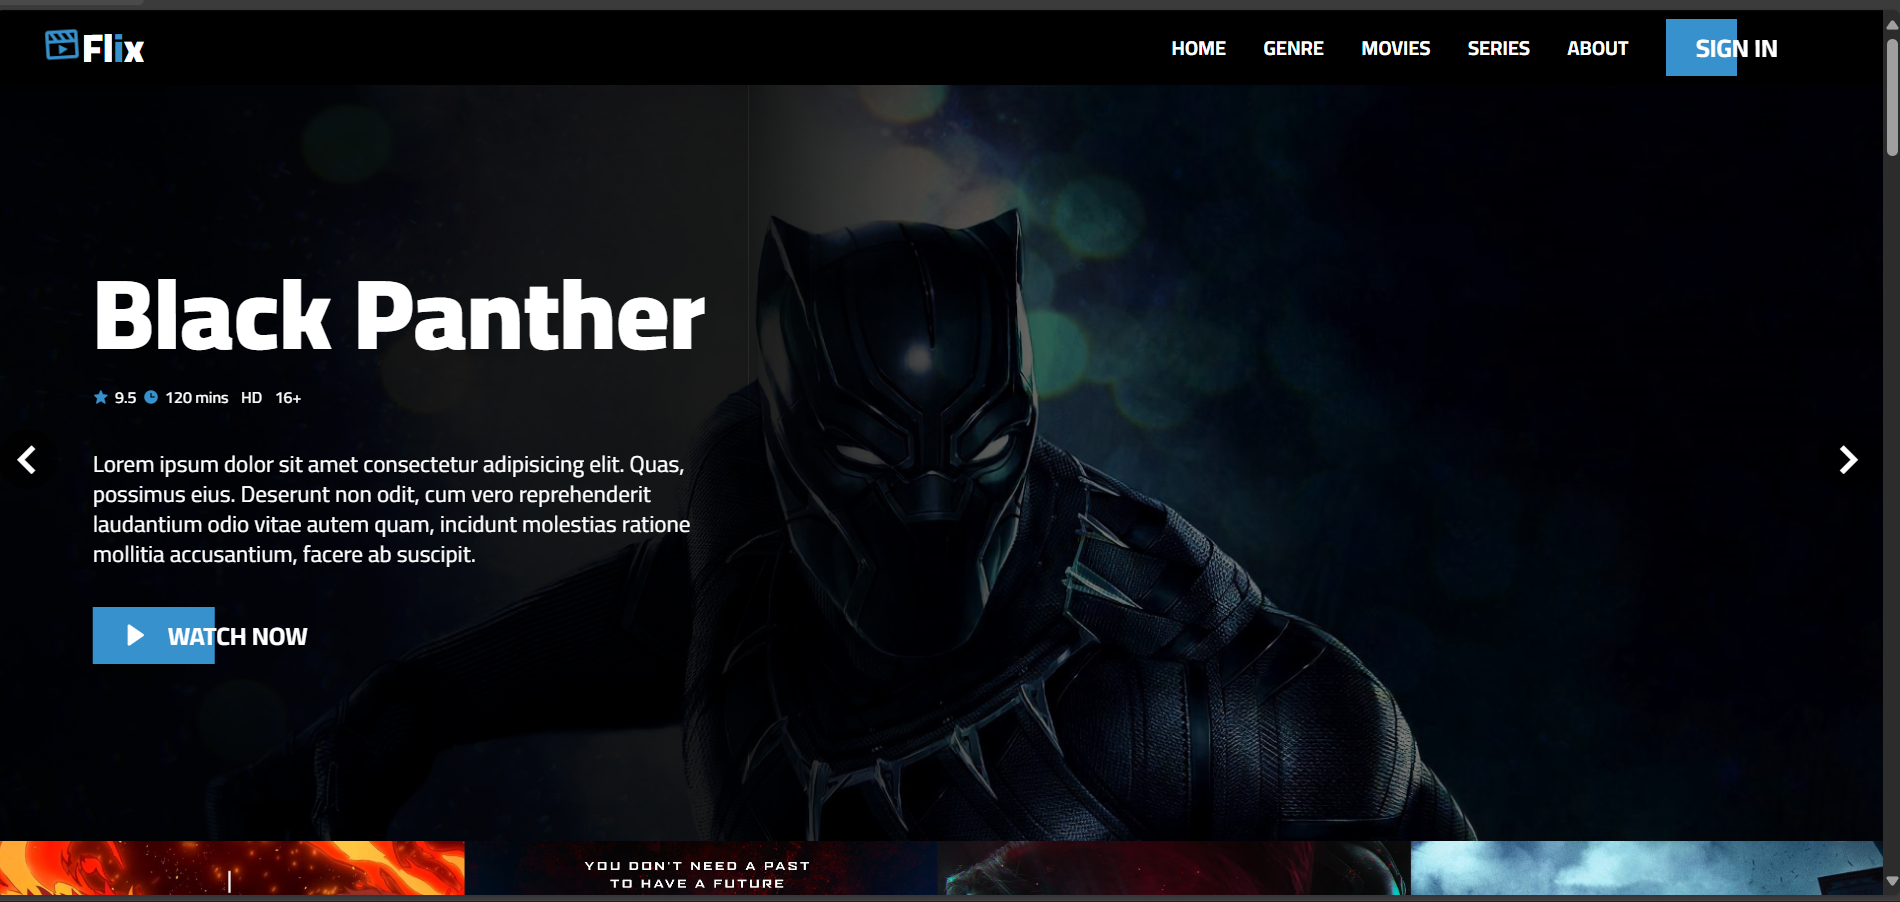 Flix
HOME GENRE MOVIES SERIES ABOUT SIGN IN
Black Panther
9.5 120 mins HD 16+
Lorem ipsum dolor sit amet consectetur adipisicing elit. Quas,
possimus eius. Deserunt non odit, cum vero reprehenderit
laudantium odio vitae autem quam, incidunt molestias ratione
mollitia accusantium, facere ab suscipit.
WATCH NOW
YOU DON'T NEED A PAST
TO HAVE A FUTURE